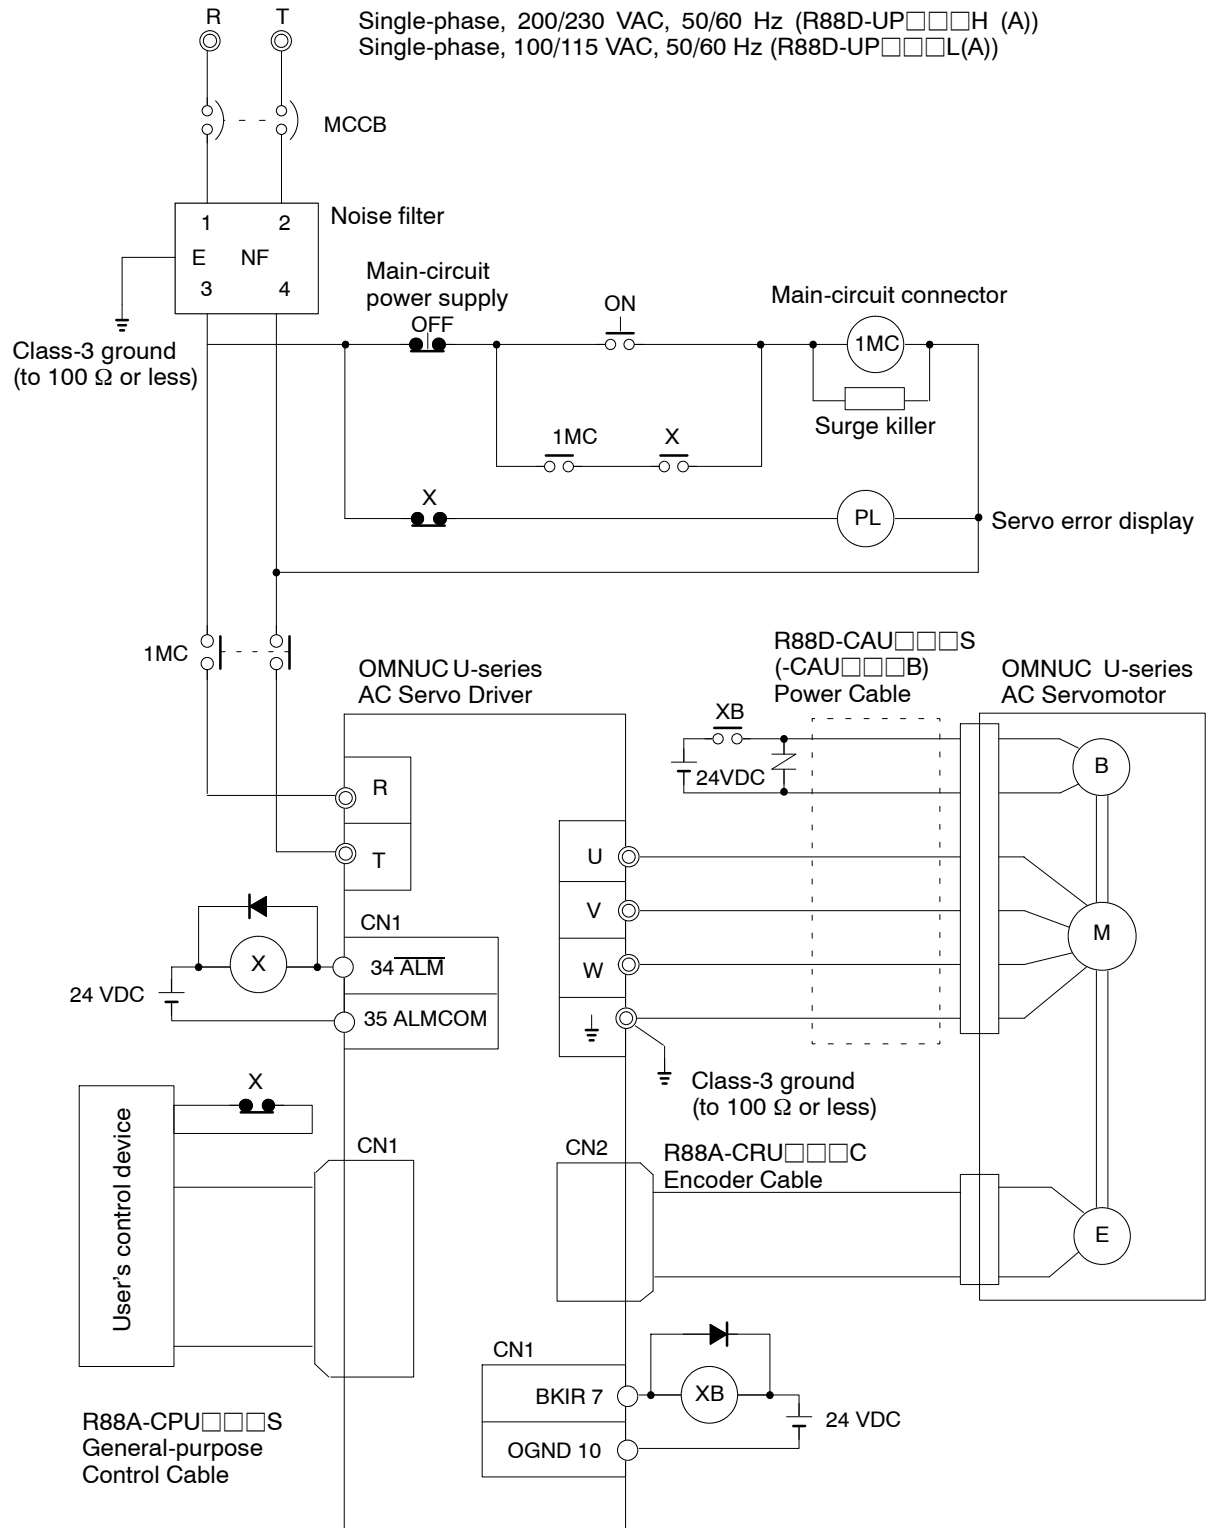 R T
Single-phase, 200/230 VAC, 50/60 Hz (R88D-UP□□□H (A))
Single-phase, 100/115 VAC, 50/60 Hz (R88D-UP□□□L(A))
MCCB
Noise filter
1 2
E NF
3 4
Class-3 ground
(to 100 Ω or less)
Main-circuit
power supply
OFF
ON
Main-circuit connector
1MC
Surge killer
1MC
X
X
PL
Servo error display
1MC
OMNUC U-series
AC Servo Driver
R88D-CAU□□□S
(-CAU□□□B)
Power Cable
OMNUC U-series
AC Servomotor
XB
24VDC
B
R
T
U
V
W
M
CN1
X
34 ALM
24 VDC
35 ALMCOM
Class-3 ground
(to 100 Ω or less)
X
User's control device
CN1
CN2
R88A-CRU□□□C
Encoder Cable
E
CN1
BKIR 7
XB
24 VDC
OGND 10
R88A-CPU□□□S
General-purpose
Control Cable